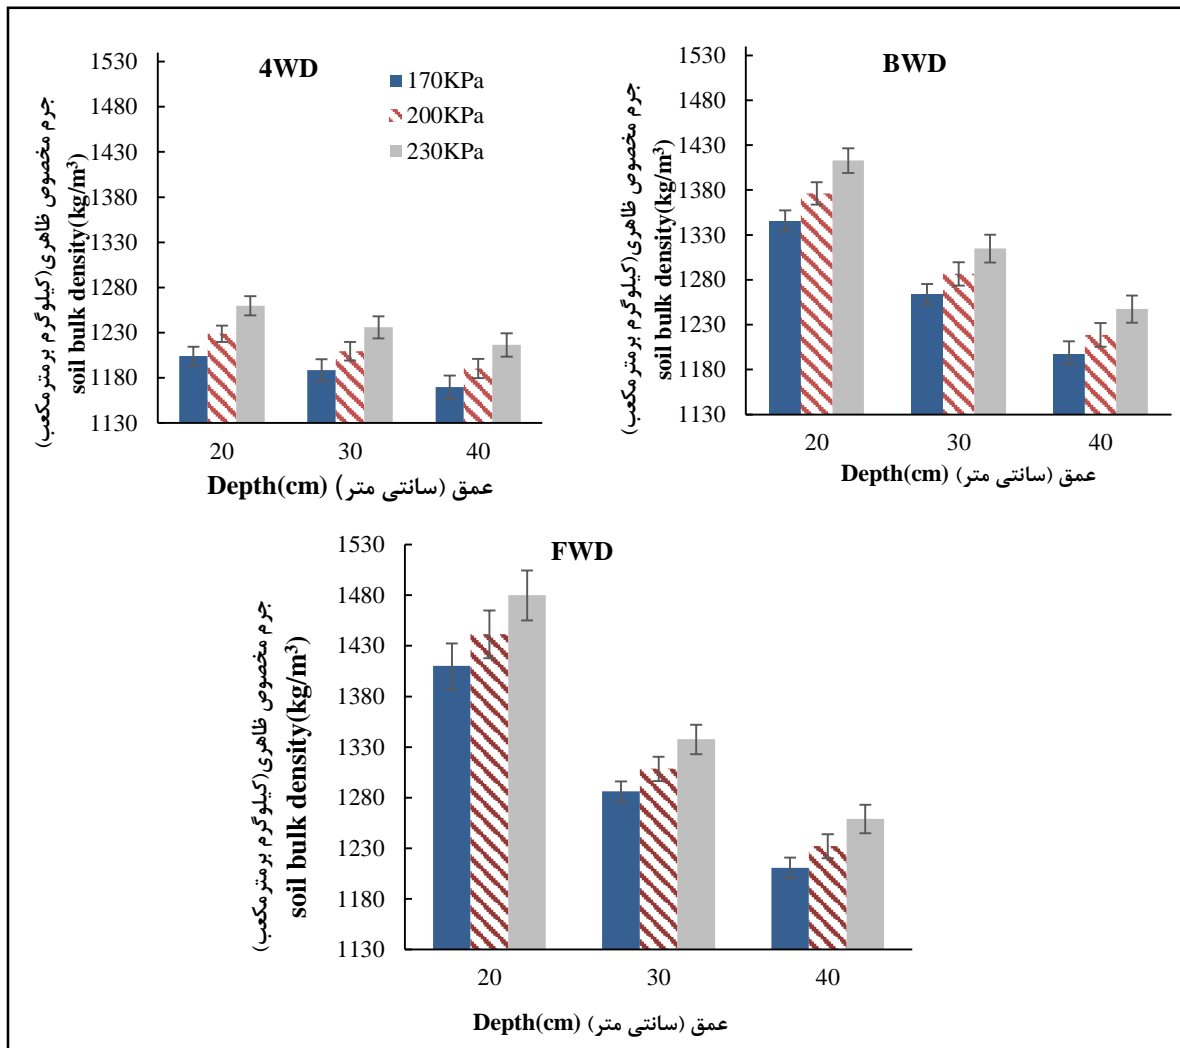 4WD
170KPa
200KPa
230KPa
1530
1480
1430
1380
1330
1280
1230
1180
1130
جرم مخصوص ظاهری(کیلوگرم برمترمکعب)
soil bulk density(kg/m³)
20 30 40
Depth(cm) عمق (سانتی متر)
BWD
1530
1480
1430
1380
1330
1280
1230
1180
1130
جرم مخصوص ظاهری(کیلوگرم برمترمکعب)
soil bulk density(kg/m³)
20 30 40
Depth(cm) عمق (سانتی متر)
FWD
1530
1480
1430
1380
1330
1280
1230
1180
1130
جرم مخصوص ظاهری(کیلوگرم برمترمکعب)
soil bulk density(kg/m³)
20 30 40
Depth(cm) عمق (سانتی متر)